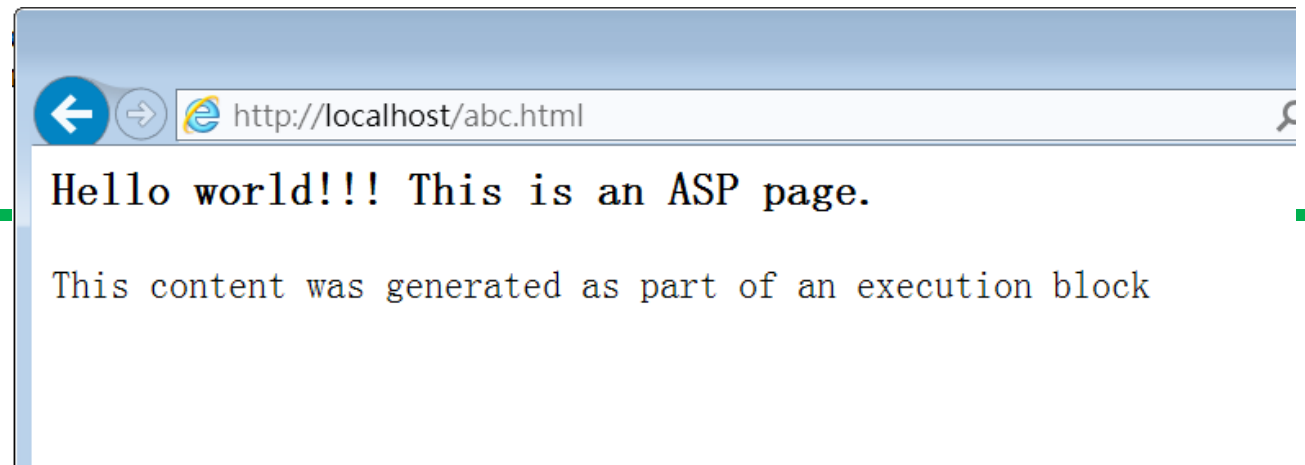 http://localhost/abc.html
Hello world!!! This is an ASP page.
This content was generated as part of an execution block